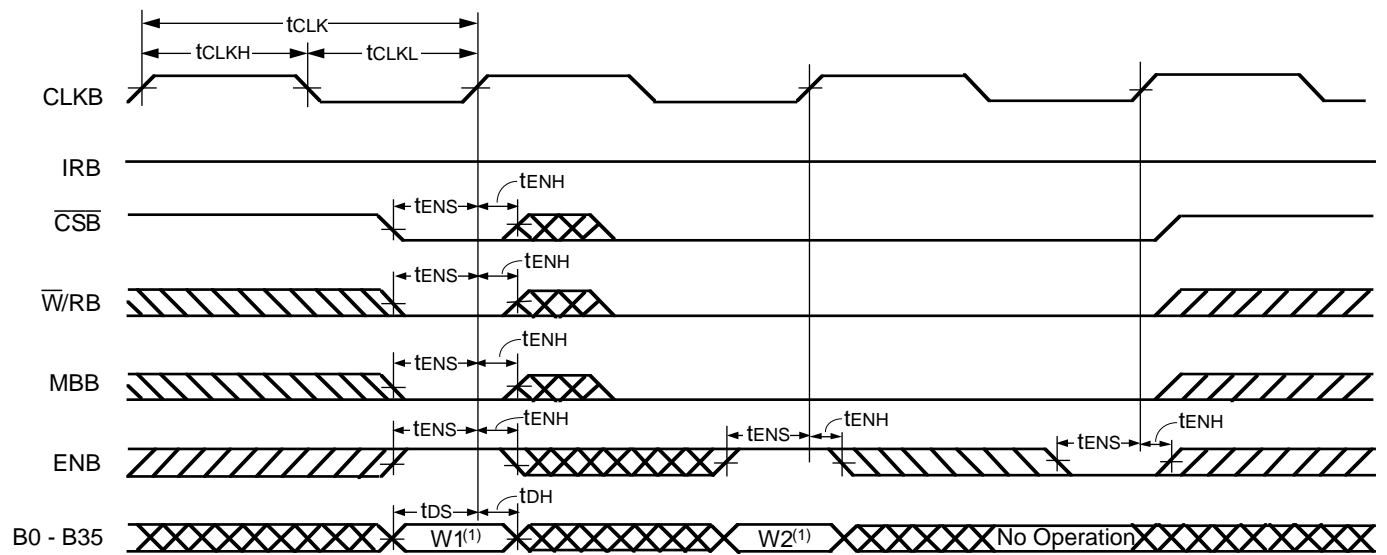 tCLK
tCLKH tCLKL
CLKB
IRB
tENS tENH
CSB
tENS tENH
W/RB
tENS tENH
MBB
tENS tENH tENS tENH tENS tENH
ENB
tDS tDH
B0 - B35 W1(1) W2(1) No Operation